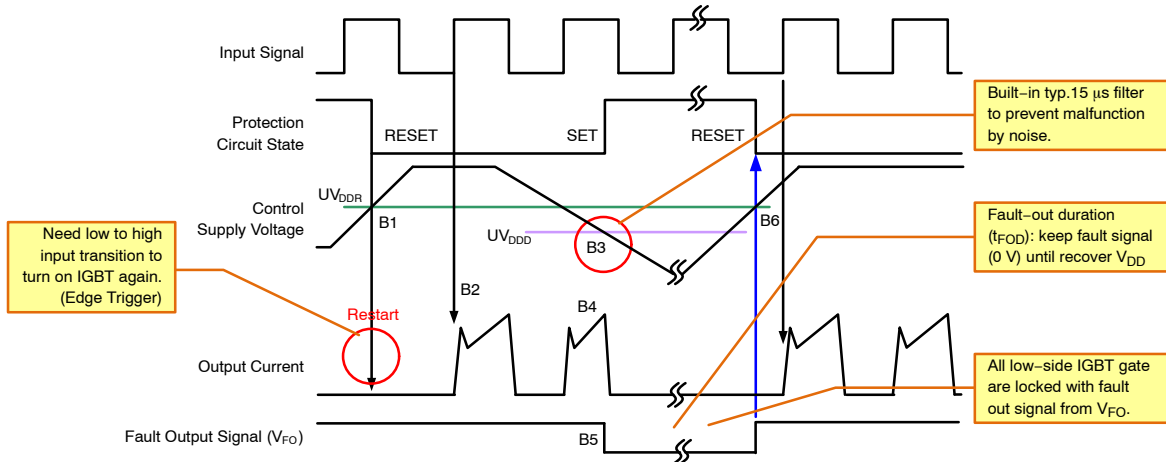 Input Signal
Protection
Circuit State
RESET
SET
RESET
Built−in typ.15 μs filter
to prevent malfunction
by noise.
UVDDR
B1
Control
Supply Voltage
UVDDD
B3
B6
Need low to high
input transition to
turn on IGBT again.
(Edge Trigger)
Fault−out duration
(tFOD): keep fault signal
(0 V) until recover VDD
B2
B4
Restart
Output Current
All low−side IGBT gate
are locked with fault
out signal from VFO.
Fault Output Signal (VFO)
B5